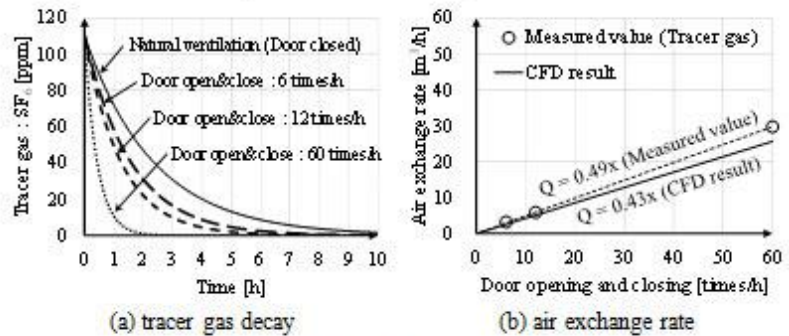 120
100
80
60
40
20
0
Tracer gas : SF₆ [ppm]
Natural ventilation (Door closed)
Door open&close : 6 times/h
Door open&close : 12 times/h
Door open&close : 60 times/h
0 1 2 3 4 5 6 7 8 9 10
Time [h]
(a) tracer gas decay
60
50
40
30
20
10
0
Air exchange rate [m³/h]
Measured value (Tracer gas)
CFD result
Q = 0.49x (Measured value)
Q = 0.43x (CFD result)
0 10 20 30 40 50 60
Door opening and closing [times/h]
(b) air exchange rate